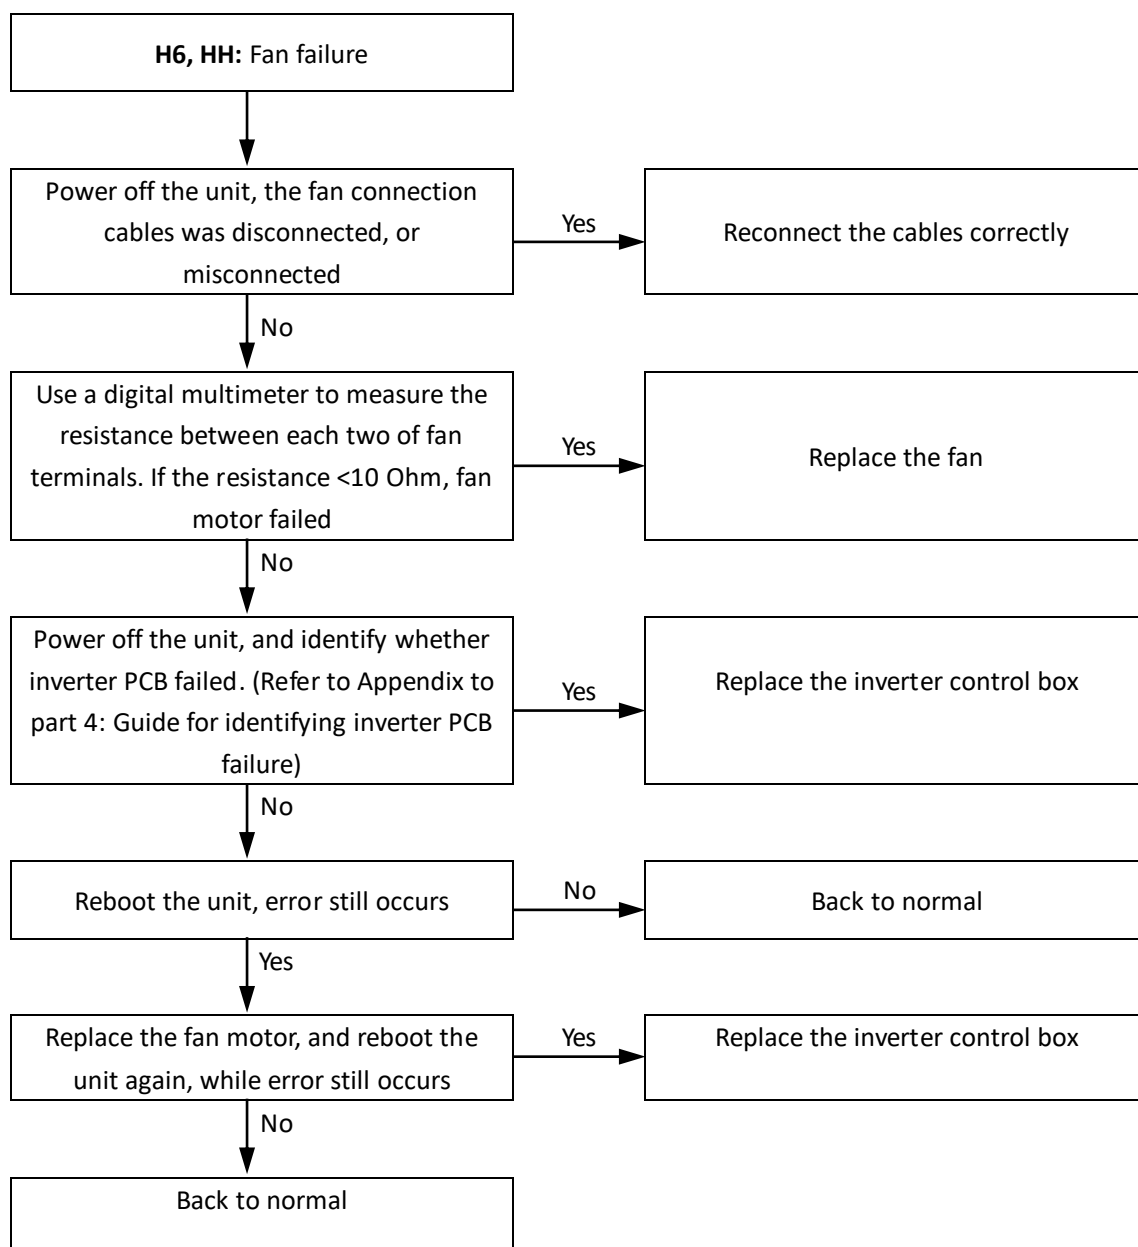 H6, HH: Fan failure
Power off the unit, the fan connection
cables was disconnected, or
misconnected
Yes
Reconnect the cables correctly
No
Use a digital multimeter to measure the
resistance between each two of fan
terminals. If the resistance <10 Ohm, fan
motor failed
Yes
Replace the fan
No
Power off the unit, and identify whether
inverter PCB failed. (Refer to Appendix to
part 4: Guide for identifying inverter PCB
failure)
Yes
Replace the inverter control box
No
Reboot the unit, error still occurs
No
Back to normal
Yes
Replace the fan motor, and reboot the
unit again, while error still occurs
Yes
Replace the inverter control box
No
Back to normal